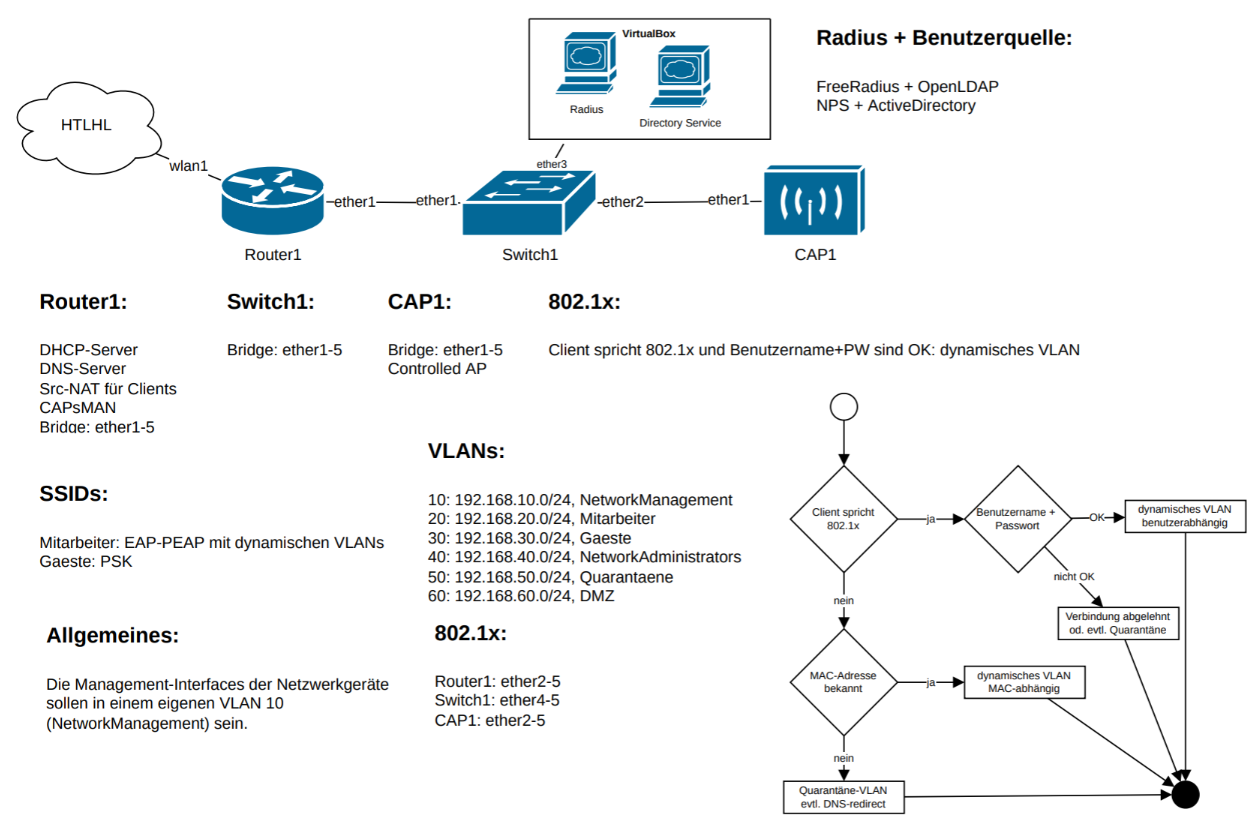 VirtualBox
Radius
Directory Service
Radius + Benutzerquelle:
FreeRadius + OpenLDAP
NPS + ActiveDirectory
HTLHL
wlan1
ether3
ether1
ether1
ether2
ether1
Router1
Switch1
CAP1
Router1:
DHCP-Server
DNS-Server
Src-NAT für Clients
CAPsMAN
Bridge: ether1-5
Switch1:
Bridge: ether1-5
CAP1:
Bridge: ether1-5
Controlled AP
802.1x:
Client spricht 802.1x und Benutzername+PW sind OK: dynamisches VLAN
SSIDs:
Mitarbeiter: EAP-PEAP mit dynamischen VLANs
Gaeste: PSK
VLANs:
10: 192.168.10.0/24, NetworkManagement
20: 192.168.20.0/24, Mitarbeiter
30: 192.168.30.0/24, Gaeste
40: 192.168.40.0/24, NetworkAdministrators
50: 192.168.50.0/24, Quarantaene
60: 192.168.60.0/24, DMZ
Allgemeines:
Die Management-Interfaces der Netzwerkgeräte
sollen in einem eigenen VLAN 10
(NetworkManagement) sein.
802.1x:
Router1: ether2-5
Switch1: ether4-5
CAP1: ether2-5
Client spricht
802.1x
ja
Benutzername +
Passwort
OK
dynamisches VLAN
benutzerabhängig
nicht OK
Verbindung abgelehnt
od. evtl. Quarantäne
nein
MAC-Adresse
bekannt
ja
dynamisches VLAN
MAC-abhängig
nein
Quarantäne-VLAN
evtl. DNS-redirect